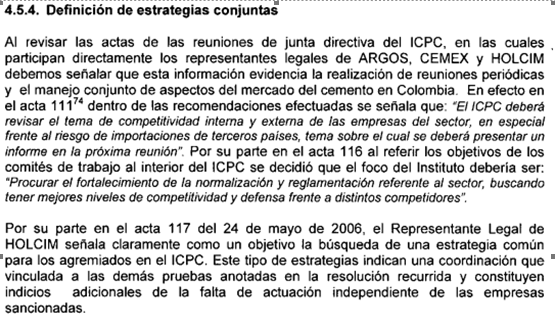 4.5.4. Definición de estrategias conjuntas
Al revisar las actas de las reuniones de junta directiva del ICPC, en las cuales
participan directamente los representantes legales de ARGOS, CEMEX y HOLCIM
debemos señalar que esta información evidencia la realización de reuniones periódicas
y el manejo conjunto de aspectos del mercado del cemento en Colombia. En efecto en
el acta 111⁷⁴ dentro de las recomendaciones efectuadas se señala que: "El ICPC deberá
revisar el tema de competitividad interna y externa de las empresas del sector, en especial
frente al riesgo de importaciones de terceros países, tema sobre el cual se deberá presentar un
informe en la próxima reunión". Por su parte en el acta 116 al referir los objetivos de los
comités de trabajo al interior del ICPC se decidió que el foco del Instituto debería ser:
"Procurar el fortalecimiento de la normalización y reglamentación referente al sector, buscando
tener mejores niveles de competitividad y defensa frente a distintos competidores".
Por su parte en el acta 117 del 24 de mayo de 2006, el Representante Legal de
HOLCIM señala claramente como un objetivo la búsqueda de una estrategia común
para los agremiados en el ICPC. Este tipo de estrategias indican una coordinación que
vinculada a las demás pruebas anotadas en la resolución recurrida y constituyen
indicios adicionales de la falta de actuación independiente de las empresas
sancionadas.